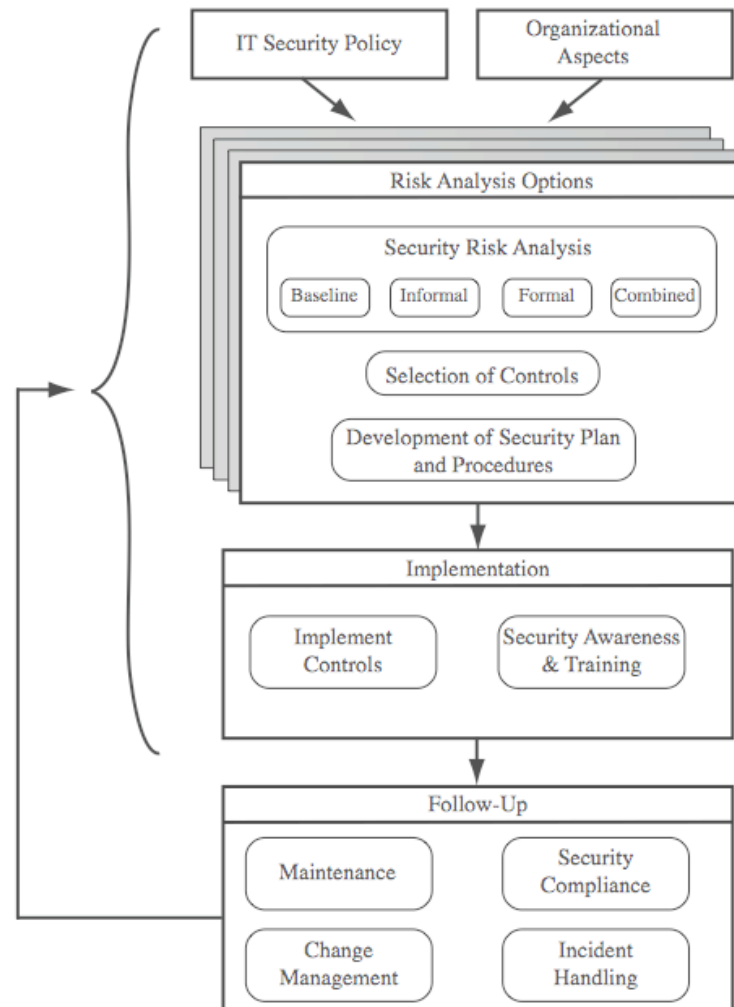 IT Security Policy
Organizational
Aspects
Risk Analysis Options
Security Risk Analysis
Baseline
Informal
Formal
Combined
Selection of Controls
Development of Security Plan
and Procedures
Implementation
Implement
Controls
Security Awareness
& Training
Follow-Up
Maintenance
Security
Compliance
Change
Management
Incident
Handling